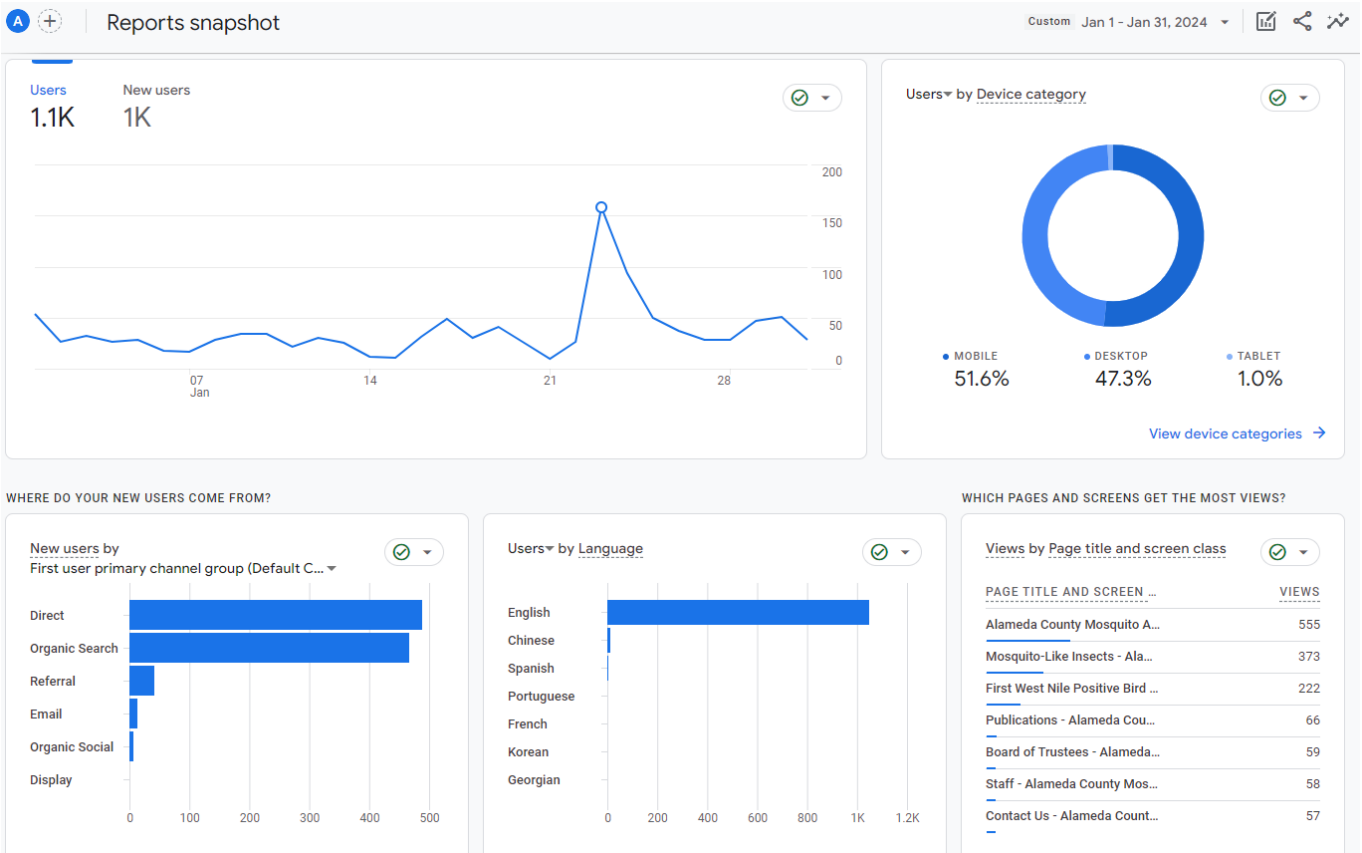 A
Reports snapshot
Custom Jan 1 - Jan 31, 2024
Users New users
1.1K 1K
200
150
100
50
0
07 14 21 28
Jan
Users by Device category
MOBILE DESKTOP TABLET
51.6% 47.3% 1.0%
View device categories
WHERE DO YOUR NEW USERS COME FROM?
New users by
First user primary channel group (Default C...
Direct
Organic Search
Referral
Email
Organic Social
Display
0 100 200 300 400 500
Users by Language
English
Chinese
Spanish
Portuguese
French
Korean
Georgian
0 200 400 600 800 1K 1.2K
WHICH PAGES AND SCREENS GET THE MOST VIEWS?
Views by Page title and screen class
PAGE TITLE AND SCREEN ... VIEWS
Alameda County Mosquito A... 555
Mosquito-Like Insects - Ala... 373
First West Nile Positive Bird ... 222
Publications - Alameda Cou... 66
Board of Trustees - Alameda... 59
Staff - Alameda County Mos... 58
Contact Us - Alameda Count... 57